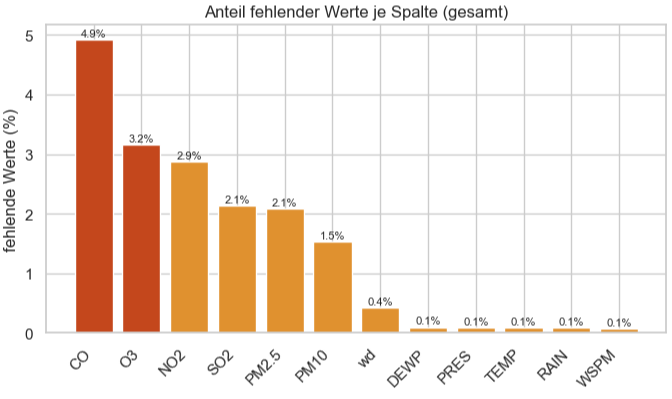 Anteil fehlender Werte je Spalte (gesamt)
fehlende Werte (%)
5
4
3
2
1
0
4.9%
3.2%
2.9%
2.1%
2.1%
1.5%
0.4%
0.1%
0.1%
0.1%
0.1%
0.1%
CO
O3
NO2
SO2
PM2.5
PM10
wd
DEWP
PRES
TEMP
RAIN
WSPM